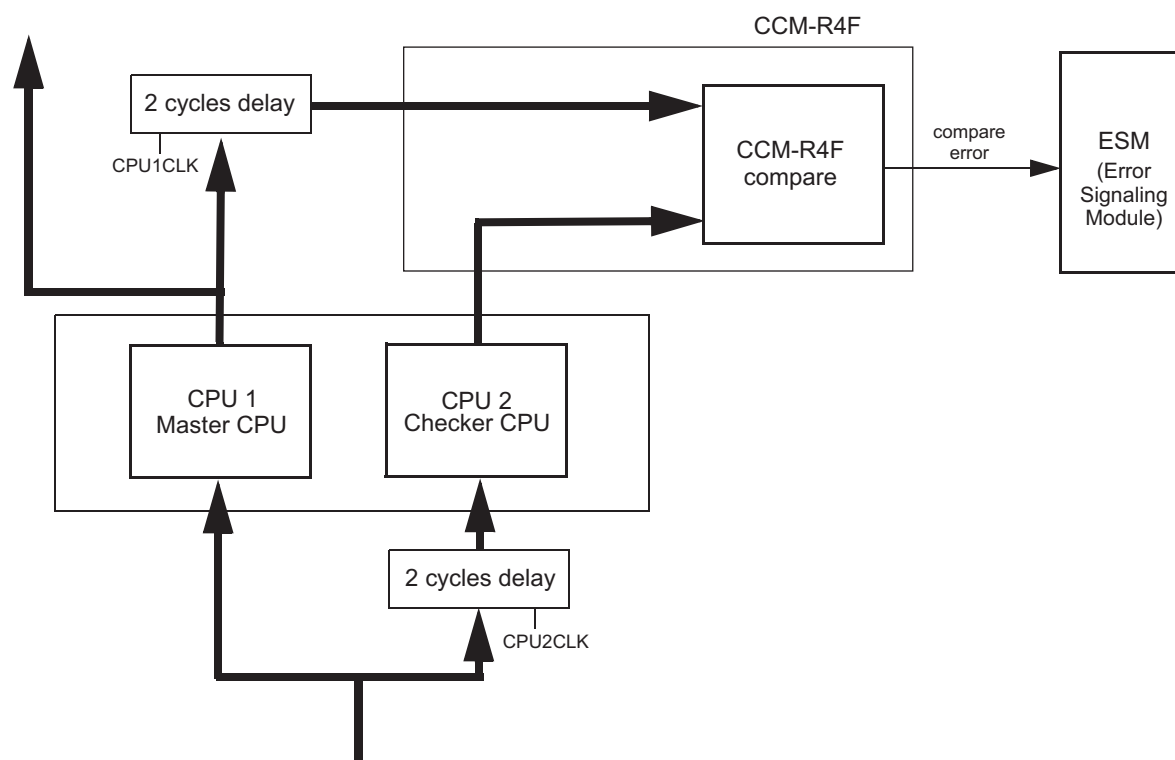 CCM-R4F
2 cycles delay
CPU1CLK
CCM-R4F
compare
compare
error
ESM
(Error
Signaling
Module)
CPU 1
Master CPU
CPU 2
Checker CPU
2 cycles delay
CPU2CLK